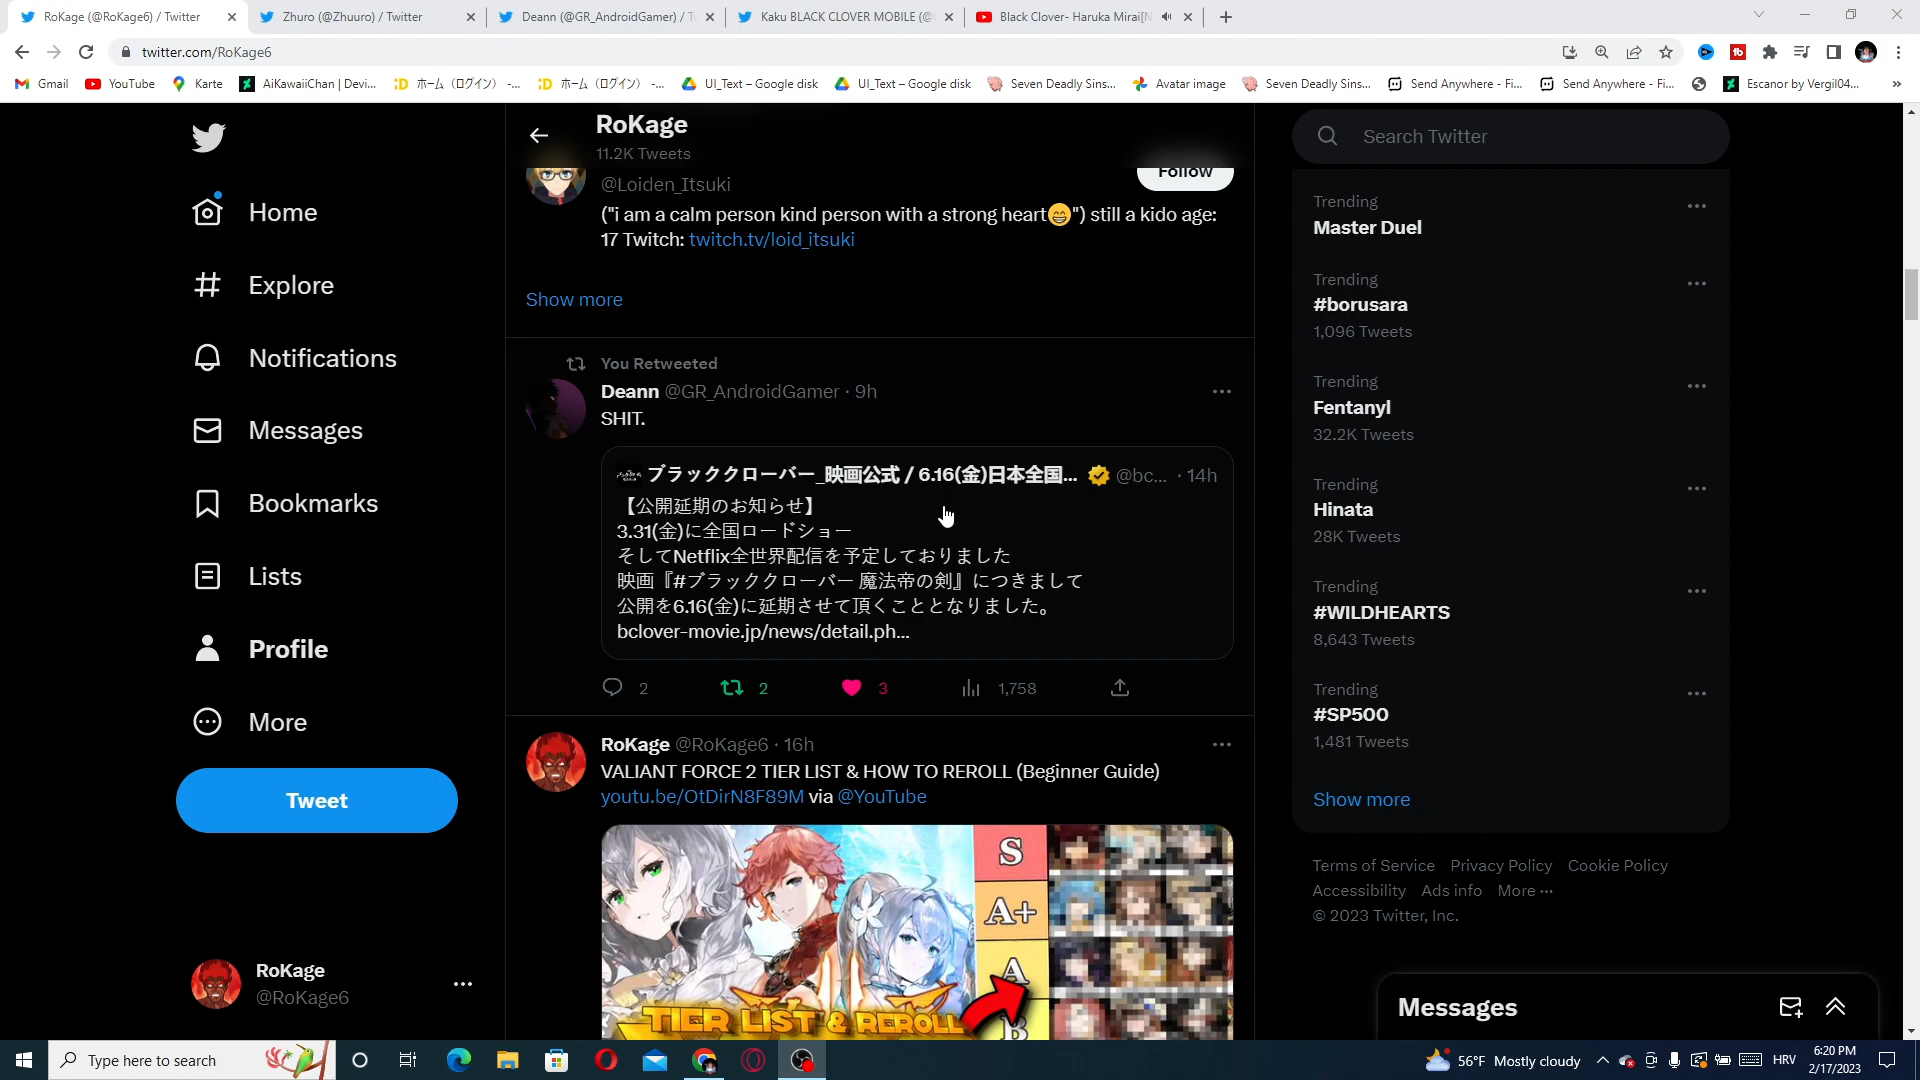 RoKage (@RoKage6) / Twitter
Zhuro (@Zhuuro) / Twitter
Deann (@GR_AndroidGamer) / T
Kaku BLACK CLOVER MOBILE (@
Black Clover- Haruka Mirai[N
twitter.com/RoKage6
Gmail
YouTube
Karte
AiKawaiiChan | Devi...
ホーム（ログイン） -...
ホーム（ログイン） -...
UI_Text – Google disk
UI_Text – Google disk
Seven Deadly Sins...
Avatar image
Seven Deadly Sins...
Send Anywhere - Fi...
Send Anywhere - Fi...
Escanor by Vergil04...
Home
Explore
Notifications
Messages
Bookmarks
Lists
Profile
More
Tweet
RoKage
@RoKage6
RoKage
11.2K Tweets
@Loiden_Itsuki
Follow
("i am a calm person kind person with a strong heart😁") still a kido age:
17 Twitch: twitch.tv/loid_itsuki
Show more
You Retweeted
Deann @GR_AndroidGamer · 9h
SHIT.
ブラッククローバー_映画公式 / 6.16(金)日本全国... @bc... · 14h
【公開延期のお知らせ】
3.31(金)に全国ロードショー
そしてNetflix全世界配信を予定しておりました
映画『#ブラッククローバー 魔法帝の剣』につきまして
公開を6.16(金)に延期させて頂くこととなりました。
bclover-movie.jp/news/detail.ph...
2
2
3
1,758
RoKage @RoKage6 · 16h
VALIANT FORCE 2 TIER LIST & HOW TO REROLL (Beginner Guide)
youtu.be/OtDirN8F89M via @YouTube
S
A+
A
B
TIER LIST & REROLL
Search Twitter
Trending
Master Duel
Trending
#borusara
1,096 Tweets
Trending
Fentanyl
32.2K Tweets
Trending
Hinata
28K Tweets
Trending
#WILDHEARTS
8,643 Tweets
Trending
#SP500
1,481 Tweets
Show more
Terms of Service Privacy Policy Cookie Policy
Accessibility Ads info More ···
© 2023 Twitter, Inc.
Messages
Type here to search
56°F Mostly cloudy
HRV
6:20 PM
2/17/2023